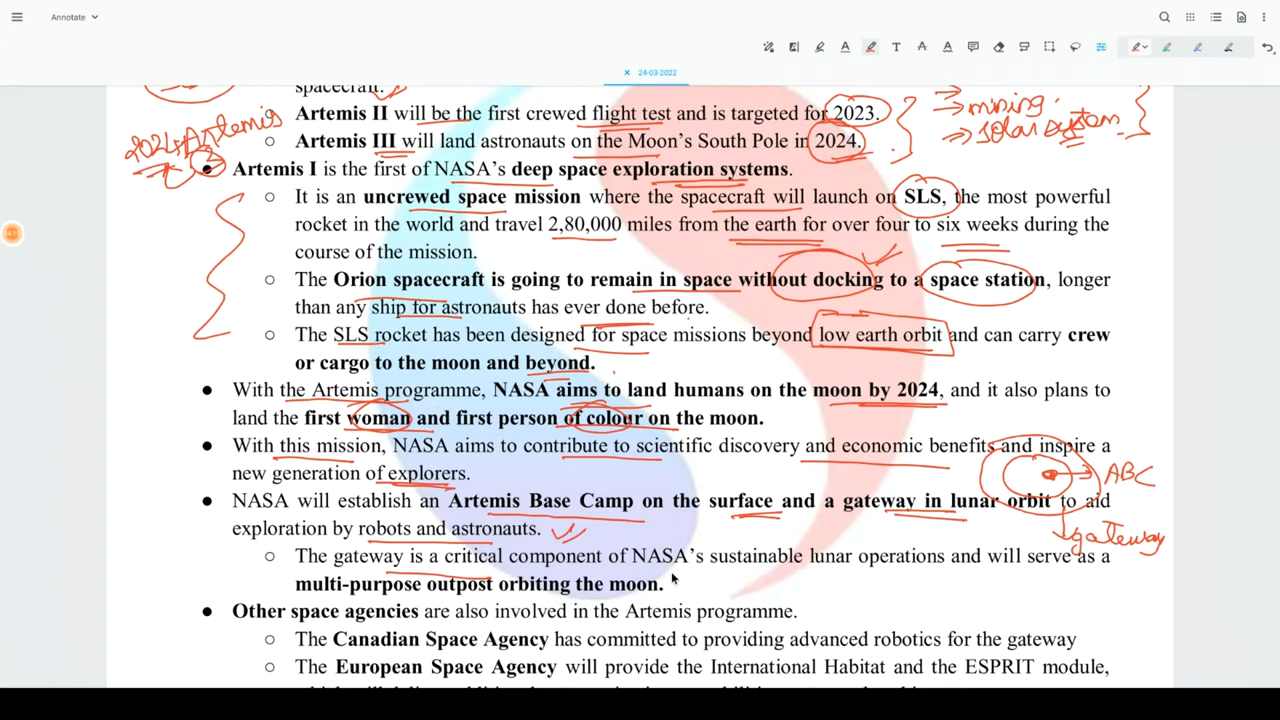 Annotate
24-03-2022
spacecraft.
Artemis II will be the first crewed flight test and is targeted for 2023.
→ mining.
→ solar system
2024 → Artemis
Artemis III will land astronauts on the Moon's South Pole in 2024.
3
Artemis I is the first of NASA's deep space exploration systems.
It is an uncrewed space mission where the spacecraft will launch on SLS, the most powerful
rocket in the world and travel 2,80,000 miles from the earth for over four to six weeks during the
course of the mission.
The Orion spacecraft is going to remain in space without docking to a space station, longer
than any ship for astronauts has ever done before.
The SLS rocket has been designed for space missions beyond low earth orbit and can carry crew
or cargo to the moon and beyond.
With the Artemis programme, NASA aims to land humans on the moon by 2024, and it also plans to
land the first woman and first person of colour on the moon.
With this mission, NASA aims to contribute to scientific discovery and economic benefits and inspire a
new generation of explorers.
→ ABC
NASA will establish an Artemis Base Camp on the surface and a gateway in lunar orbit to aid
exploration by robots and astronauts.
gateway
The gateway is a critical component of NASA's sustainable lunar operations and will serve as a
multi-purpose outpost orbiting the moon.
Other space agencies are also involved in the Artemis programme.
The Canadian Space Agency has committed to providing advanced robotics for the gateway
The European Space Agency will provide the International Habitat and the ESPRIT module,